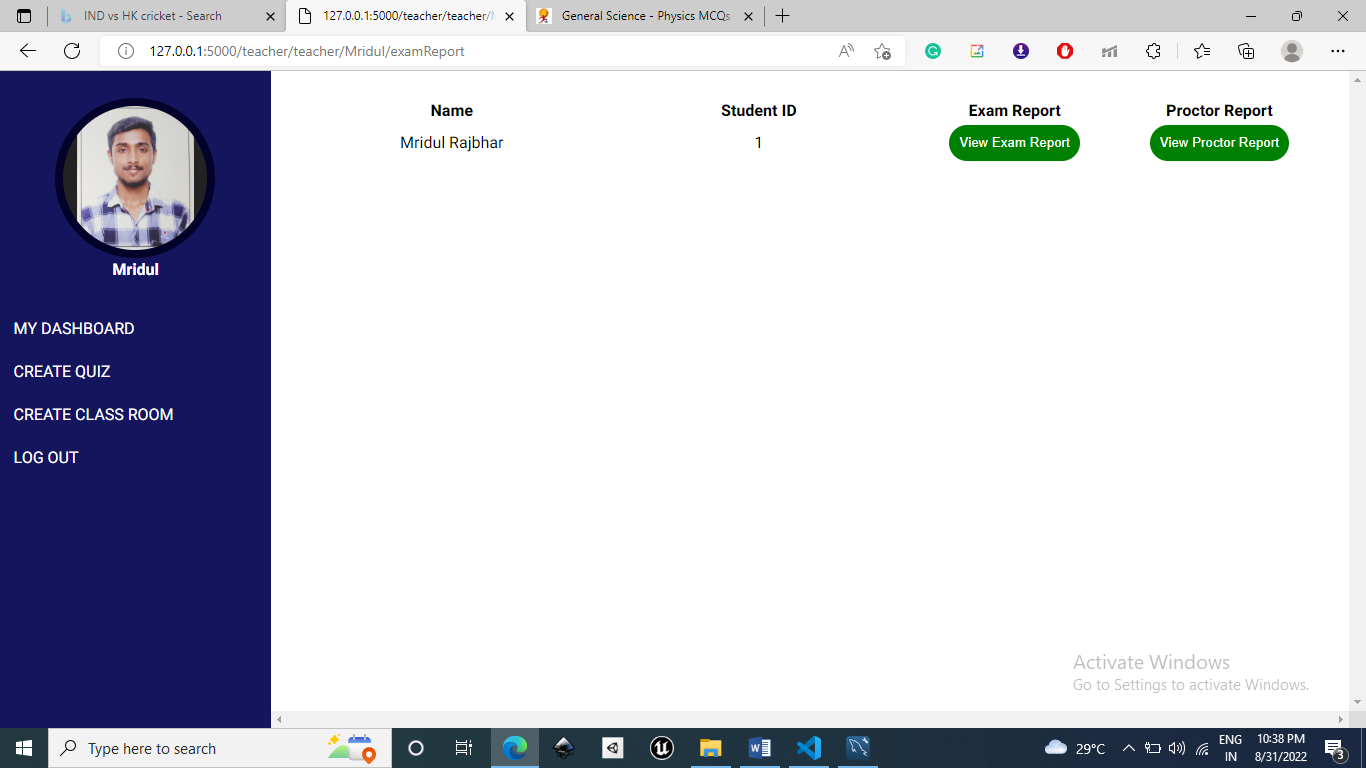 IND vs HK cricket - Search
127.0.0.1:5000/teacher/teacher/
General Science - Physics MCQs
127.0.0.1:5000/teacher/teacher/Mridul/examReport
Mridul
MY DASHBOARD
CREATE QUIZ
CREATE CLASS ROOM
LOG OUT
Name Student ID Exam Report Proctor Report
Mridul Rajbhar 1 View Exam Report View Proctor Report
Activate Windows
Go to Settings to activate Windows.
Type here to search
29°C
ENG
IN
10:38 PM
8/31/2022
3